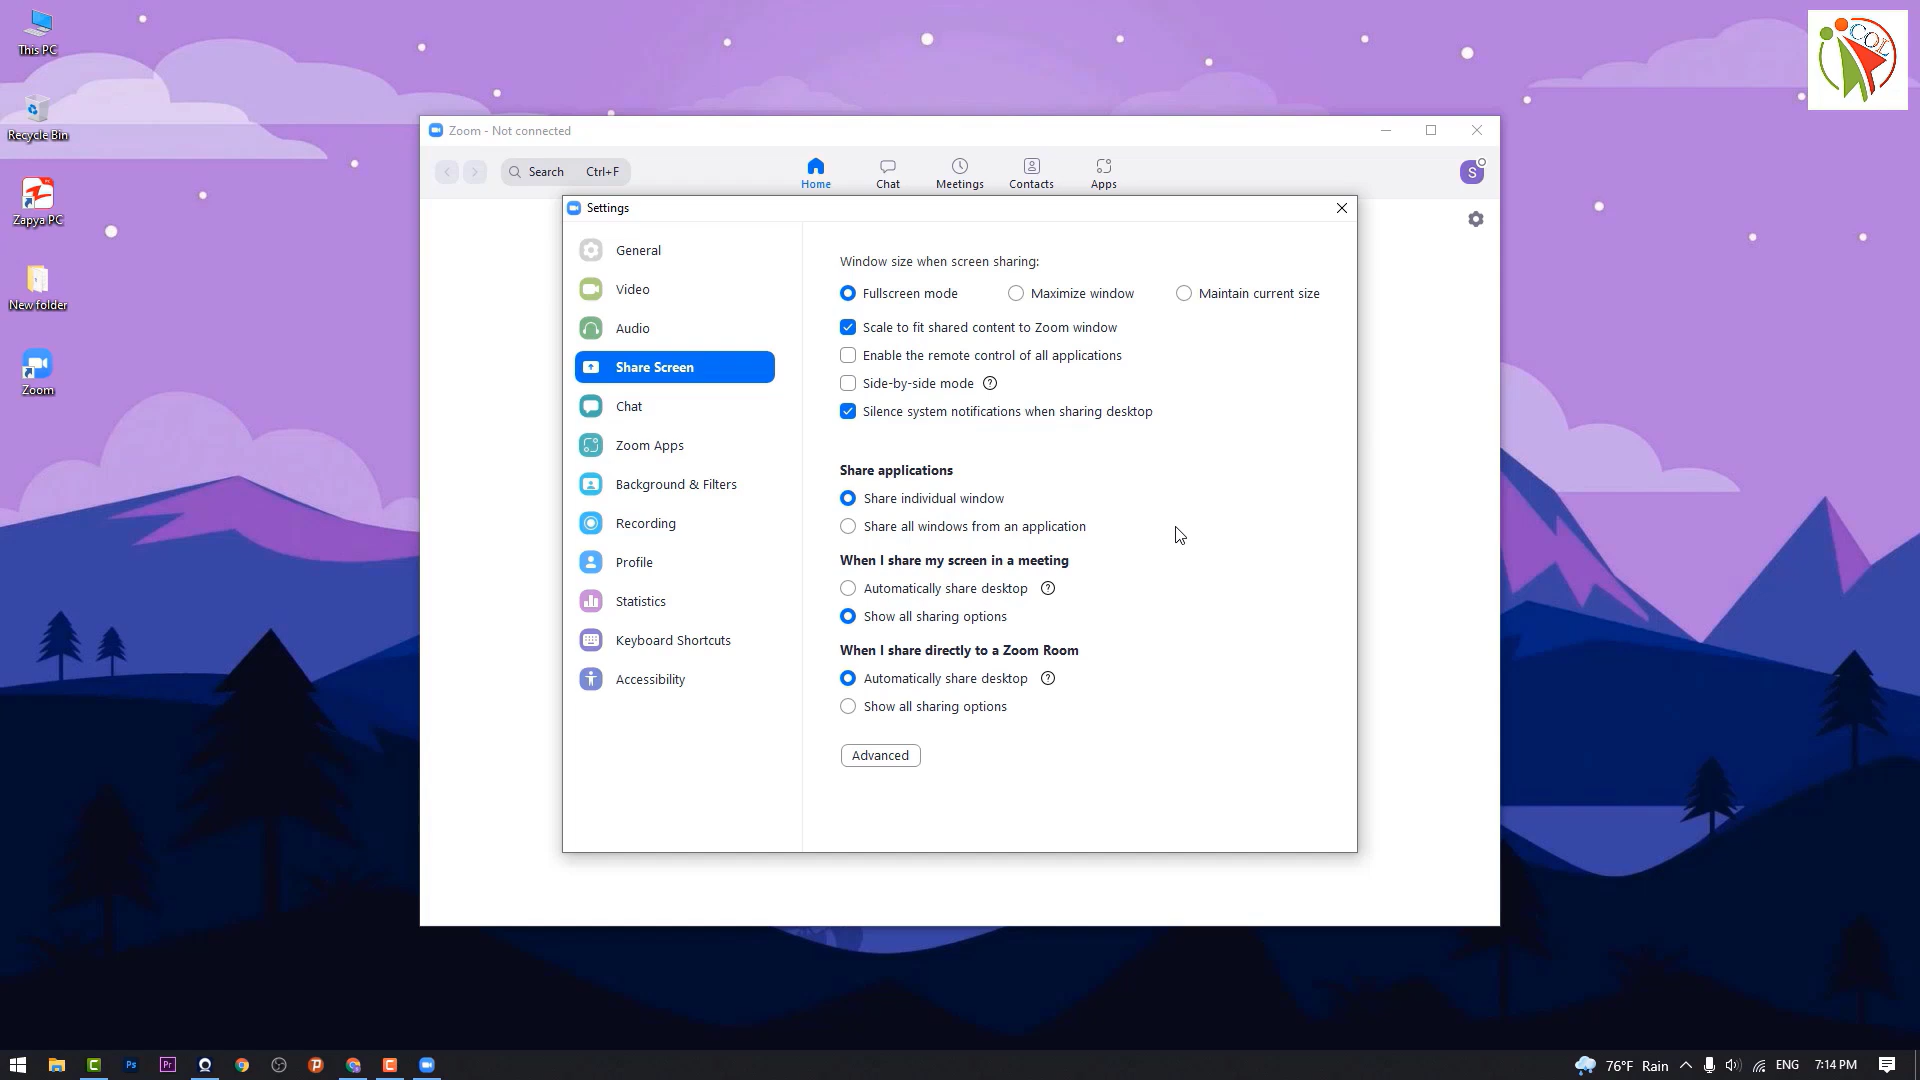 This PC
Recycle Bin
Zapya PC
New folder
Zoom
COL
Zoom - Not connected
Search Ctrl+F
Home Chat Meetings Contacts Apps
S
Settings
General
Video
Audio
Share Screen
Chat
Zoom Apps
Background & Filters
Recording
Profile
Statistics
Keyboard Shortcuts
Accessibility
Window size when screen sharing:
Fullscreen mode Maximize window Maintain current size
Scale to fit shared content to Zoom window
Enable the remote control of all applications
Side-by-side mode ?
Silence system notifications when sharing desktop
Share applications
Share individual window
Share all windows from an application
When I share my screen in a meeting
Automatically share desktop ?
Show all sharing options
When I share directly to a Zoom Room
Automatically share desktop ?
Show all sharing options
Advanced
Ps Pr
76°F Rain ENG 7:14 PM